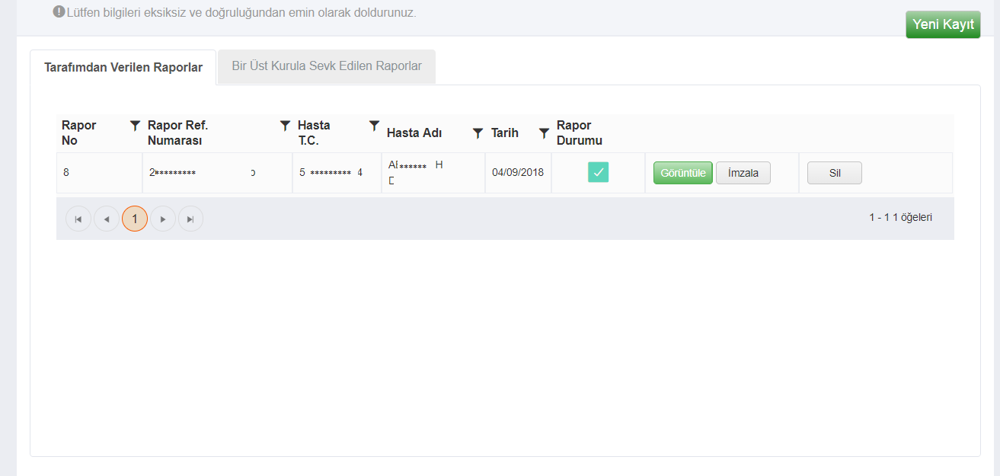 Lütfen bilgileri eksiksiz ve doğruluğundan emin olarak doldurunuz.
Yeni Kayıt
Tarafımdan Verilen Raporlar
Bir Üst Kurula Sevk Edilen Raporlar
Rapor No
Rapor Ref. Numarası
Hasta T.C.
Hasta Adı
Tarih
Rapor Durumu
8
2*********
5 ********* 4
04/09/2018
Görüntüle
İmzala
Sil
1
1 - 1 1 öğeleri